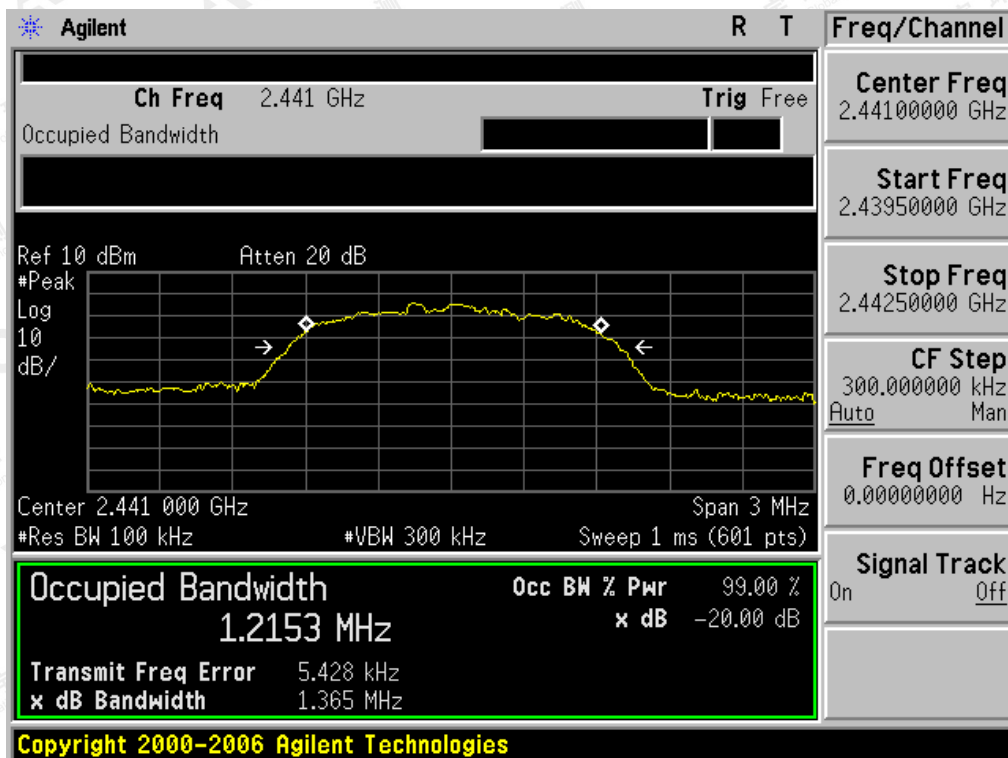 Agilent R T
Ch Freq 2.441 GHz Trig Free
Occupied Bandwidth
Ref 10 dBm Atten 20 dB
#Peak
Log
10
dB/
Center 2.441 000 GHz Span 3 MHz
#Res BW 100 kHz #VBW 300 kHz Sweep 1 ms (601 pts)
Occupied Bandwidth
1.2153 MHz
Occ BW % Pwr 99.00 %
x dB -20.00 dB
Transmit Freq Error 5.428 kHz
x dB Bandwidth 1.365 MHz
Copyright 2000-2006 Agilent Technologies
Freq/Channel
Center Freq
2.44100000 GHz
Start Freq
2.43950000 GHz
Stop Freq
2.44250000 GHz
CF Step
300.000000 kHz
Auto Man
Freq Offset
0.00000000 Hz
Signal Track
On Off